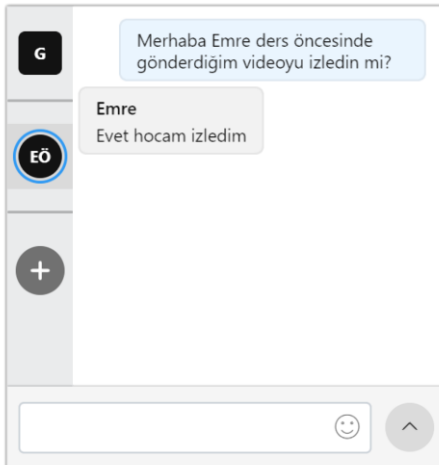 G
Merhaba Emre ders öncesinde
gönderdiğim videoyu izledin mi?
Emre
Evet hocam izledim
EÖ